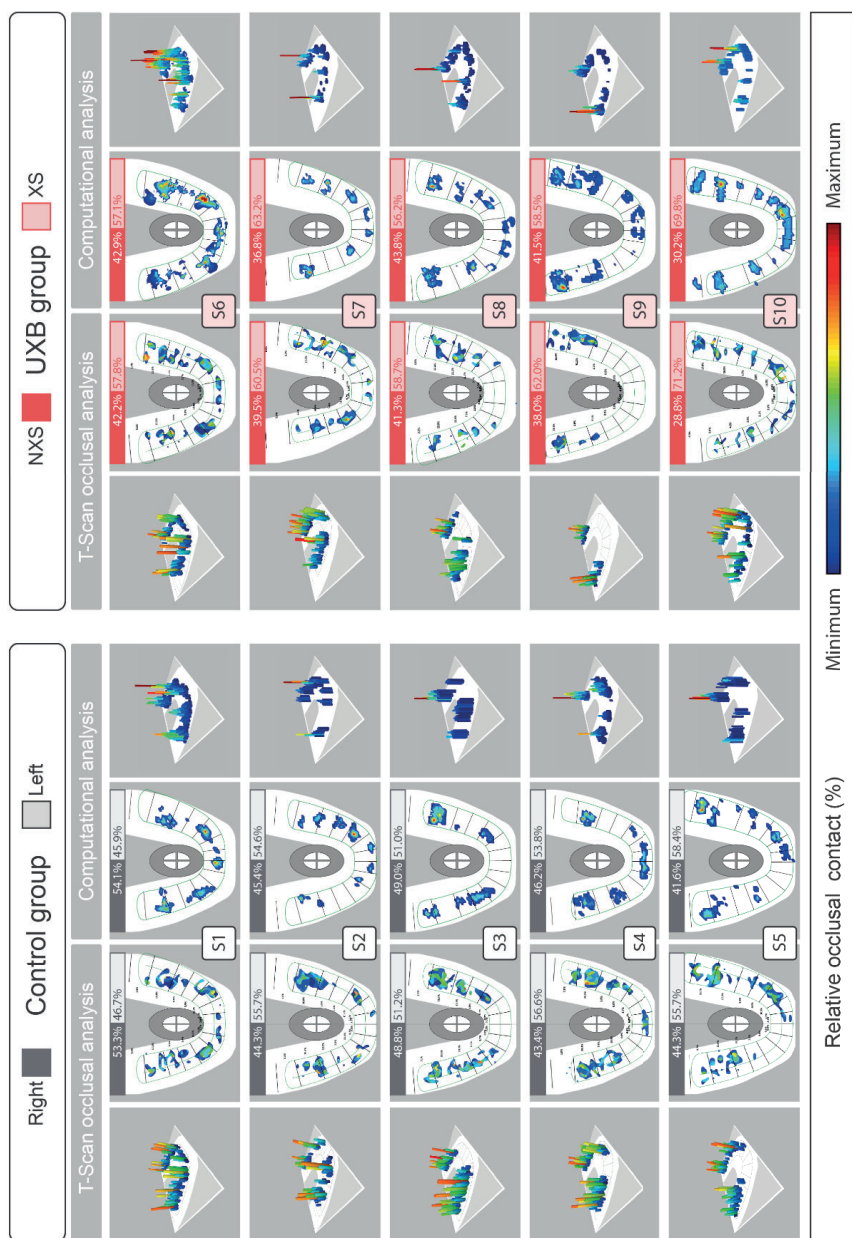 Right Control group Left
T-Scan occlusal analysis Computational analysis
53.3% 46.7% 54.1% 45.9%
S1
44.3% 55.7% 45.4% 54.6%
S2
48.8% 51.2% 49.0% 51.0%
S3
43.4% 56.6% 46.2% 53.8%
S4
44.3% 55.7% 41.6% 58.4%
S5
NXS UXB group XS
T-Scan occlusal analysis Computational analysis
42.2% 57.8% 42.9% 57.1%
S6
39.5% 60.5% 36.8% 63.2%
S7
41.3% 58.7% 43.8% 56.2%
S8
38.0% 62.0% 41.5% 58.5%
S9
28.8% 71.2% 30.2% 69.8%
S10
Relative occlusal contact (%) Minimum Maximum